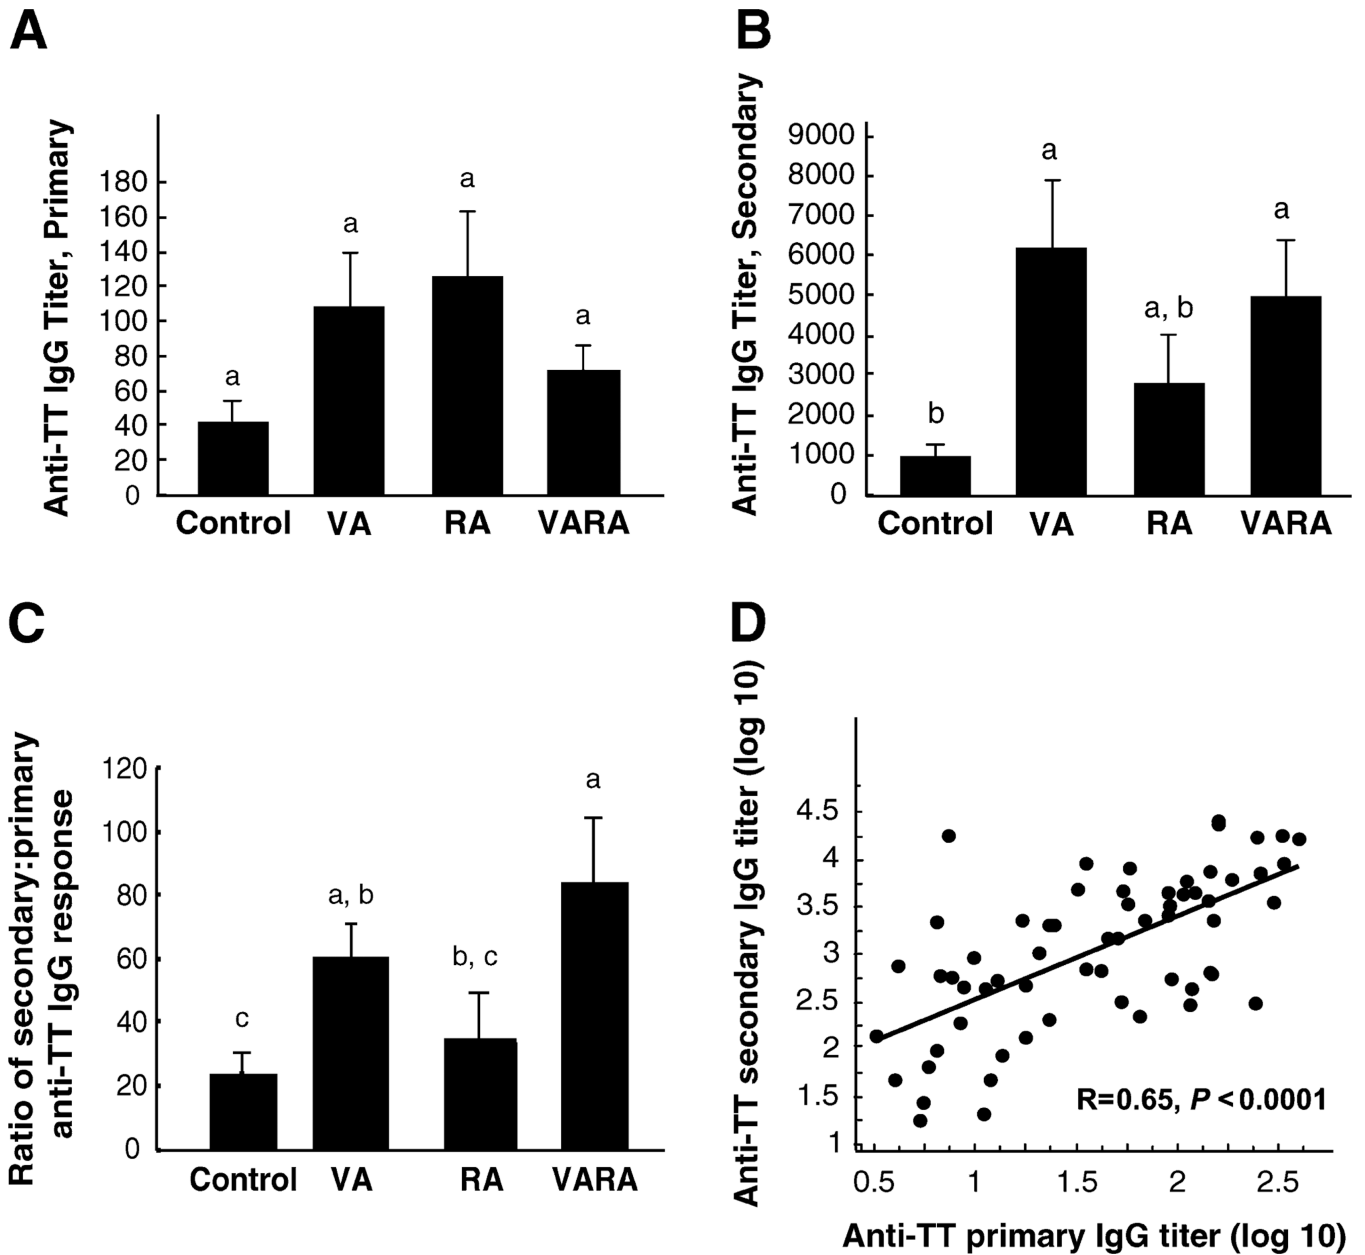 A
Anti-TT IgG Titer, Primary
180
160
140
120
100
80
60
40
20
0
a
a
a
a
Control VA RA VARA
B
Anti-TT IgG Titer, Secondary
9000
8000
7000
6000
5000
4000
3000
2000
1000
0
b
a
a, b
a
Control VA RA VARA
C
Ratio of secondary:primary
anti-TT IgG response
120
100
80
60
40
20
0
c
a, b
b, c
a
Control VA RA VARA
D
Anti-TT secondary IgG titer (log 10)
4.5
4
3.5
3
2.5
2
1.5
1
R=0.65, P < 0.0001
0.5 1 1.5 2 2.5
Anti-TT primary IgG titer (log 10)